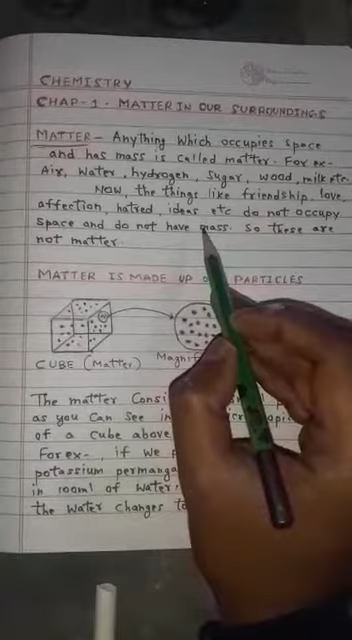 CHEMISTRY
CHAP-1. MATTER IN OUR SURROUNDINGS
MATTER - Anything which occupies space
and has mass is called matter. For ex-
Air, Water, hydrogen, Sugar, wood, milk etc.
NOW, the things like friendship, love,
affection, hatred, ideas etc do not occupy
space and do not have mass. So these are
not matter.
MATTER IS MADE UP PARTICLES
CUBE (Matter)
The matter
as you can see in
of a cube above
For ex-, if we
potassium
in 100ml of water,
the water changes